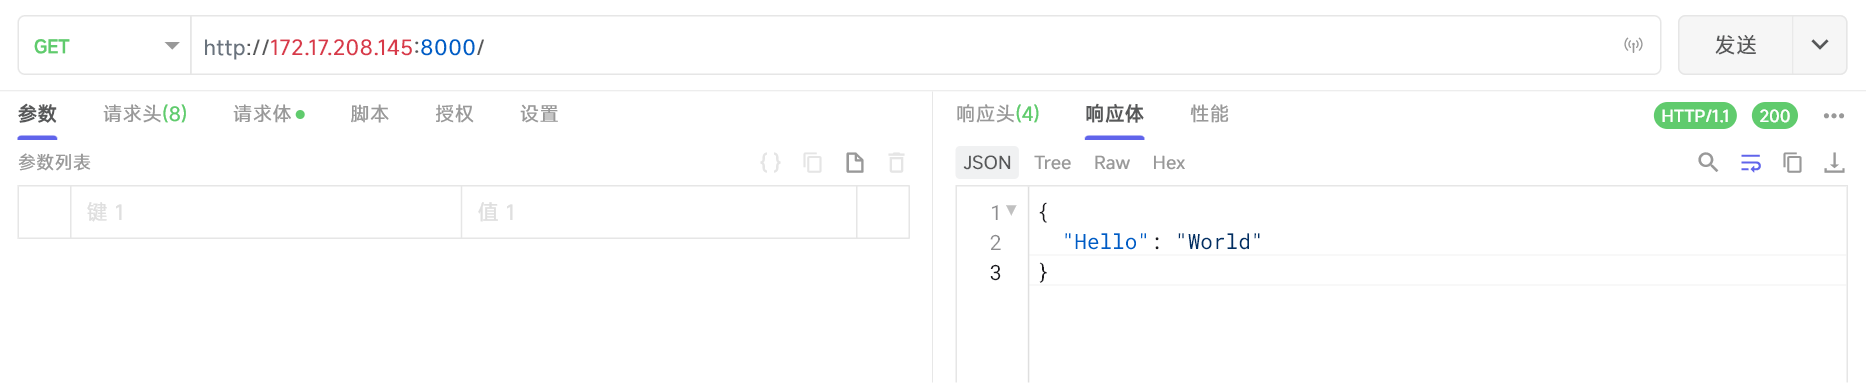 GET http://172.17.208.145:8000/ 发送
参数 请求头(8) 请求体 脚本 授权 设置
参数列表
键 1 值 1
响应头(4) 响应体 性能 HTTP/1.1 200
JSON Tree Raw Hex
1 {
2 "Hello": "World"
3 }